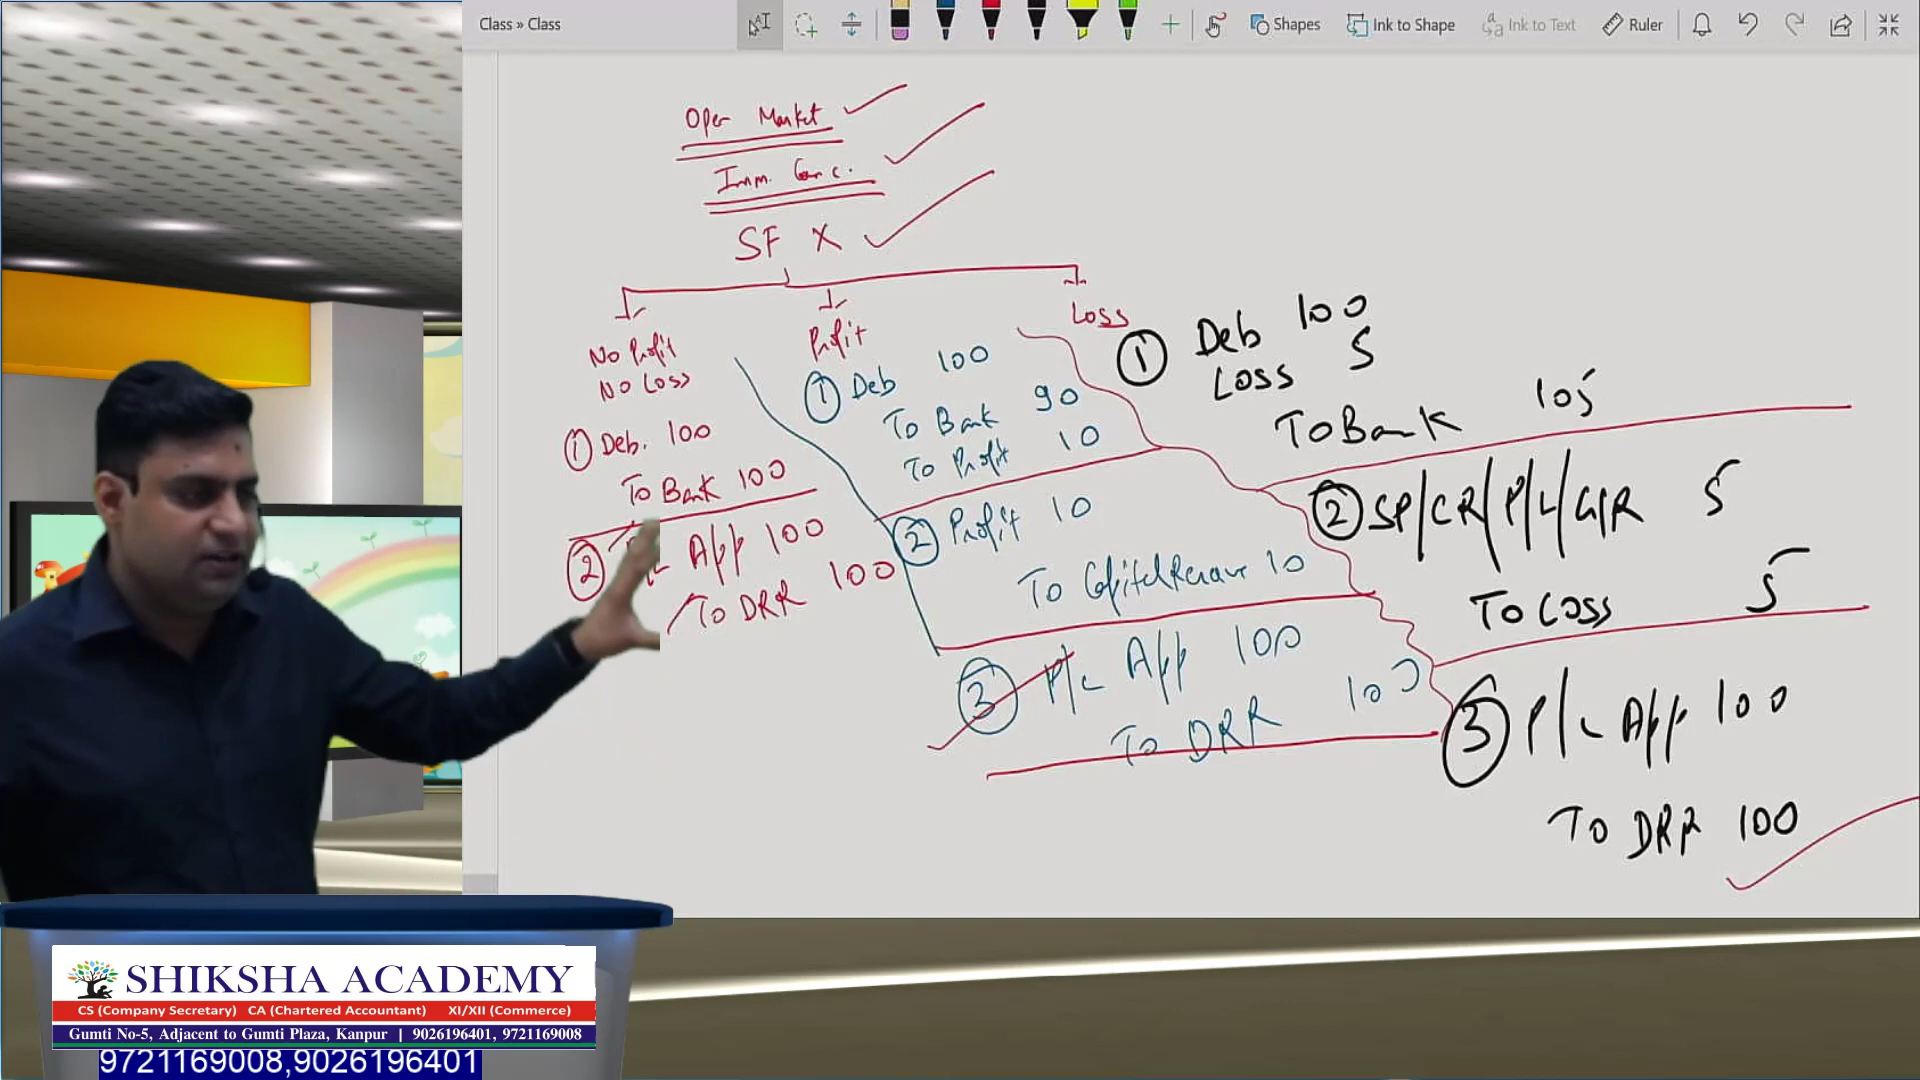 Class » Class
Shapes
Ink to Shape
Ink to Text
Ruler
Open Market
Imm. Canc.
SF X
No Profit
No Loss
① Deb. 100
To Bank 100
② App 100
To DRR 100
Profit
① Deb 100
To Bank 90
To Profit 10
② Profit 10
To Capital Reserve 10
③ P/L App 100
To DRR 100
Loss
① Deb 100
Loss 5
To Bank 105
② SP/CR/P/L/G/R 5
To Loss 5
③ P/L App 100
To DRR 100
SHIKSHA ACADEMY
CS (Company Secretary) CA (Chartered Accountant) XI/XII (Commerce)
Gumti No-5, Adjacent to Gumti Plaza, Kanpur | 9026196401, 9721169008
9721169008,9026196401